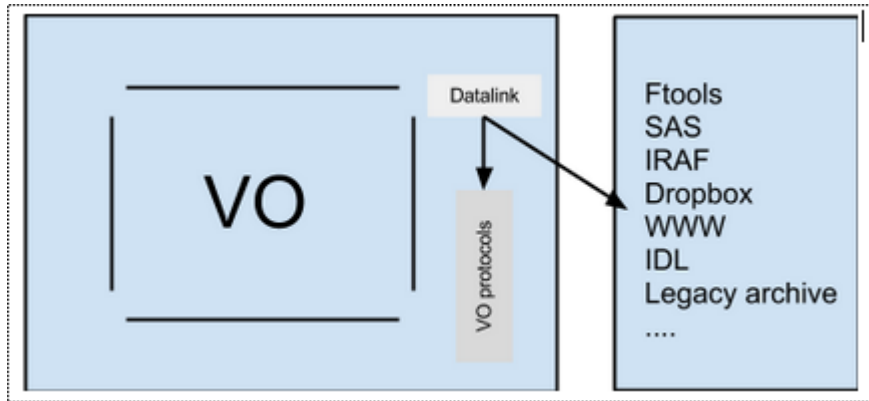 VO
Datalink
VO protocols
Ftools
SAS
IRAF
Dropbox
WWW
IDL
Legacy archive
....